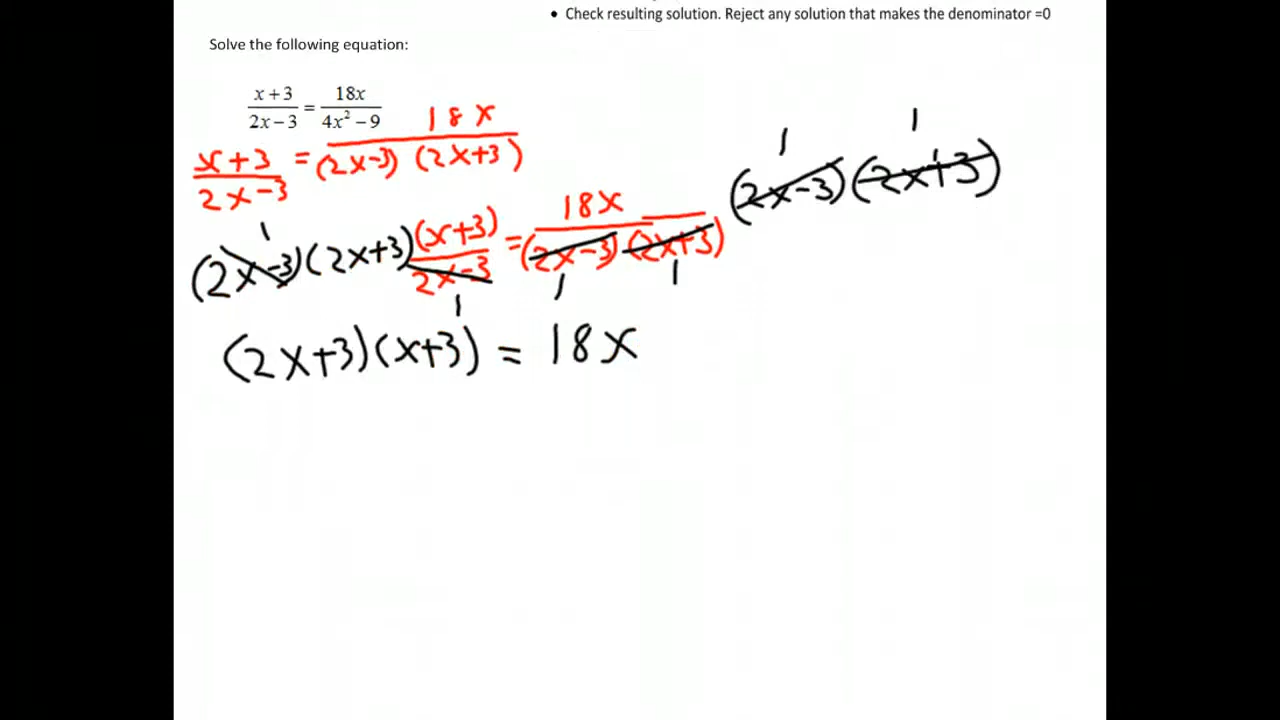 • Check resulting solution. Reject any solution that makes the denominator =0
Solve the following equation:
x + 3 / 2x − 3 = 18x / 4x² − 9
x+3 / 2x−3 = 18x / (2x−3) (2x+3)
1 1
(2x−3)(2x+3) (x+3) / 2x−3 = 18x / (2x−3) (2x+3) (2x−3)(2x+3)
1 1 1 1
(2x+3)(x+3) = 18x